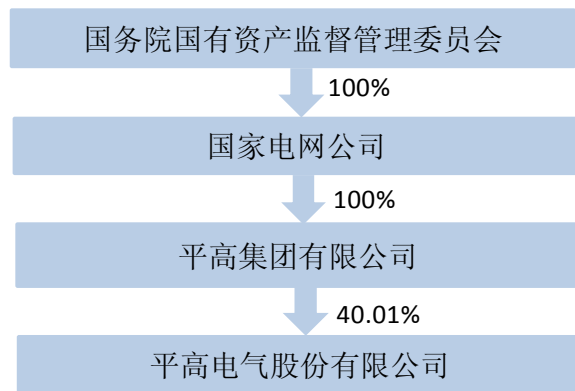 国务院国有资产监督管理委员会
100%
国家电网公司
100%
平高集团有限公司
40.01%
平高电气股份有限公司